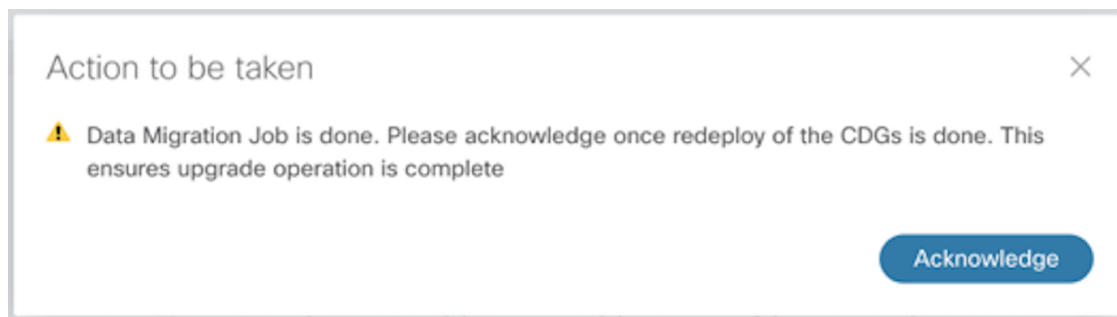 Action to be taken
Data Migration Job is done. Please acknowledge once redeploy of the CDGs is done. This
ensures upgrade operation is complete
Acknowledge